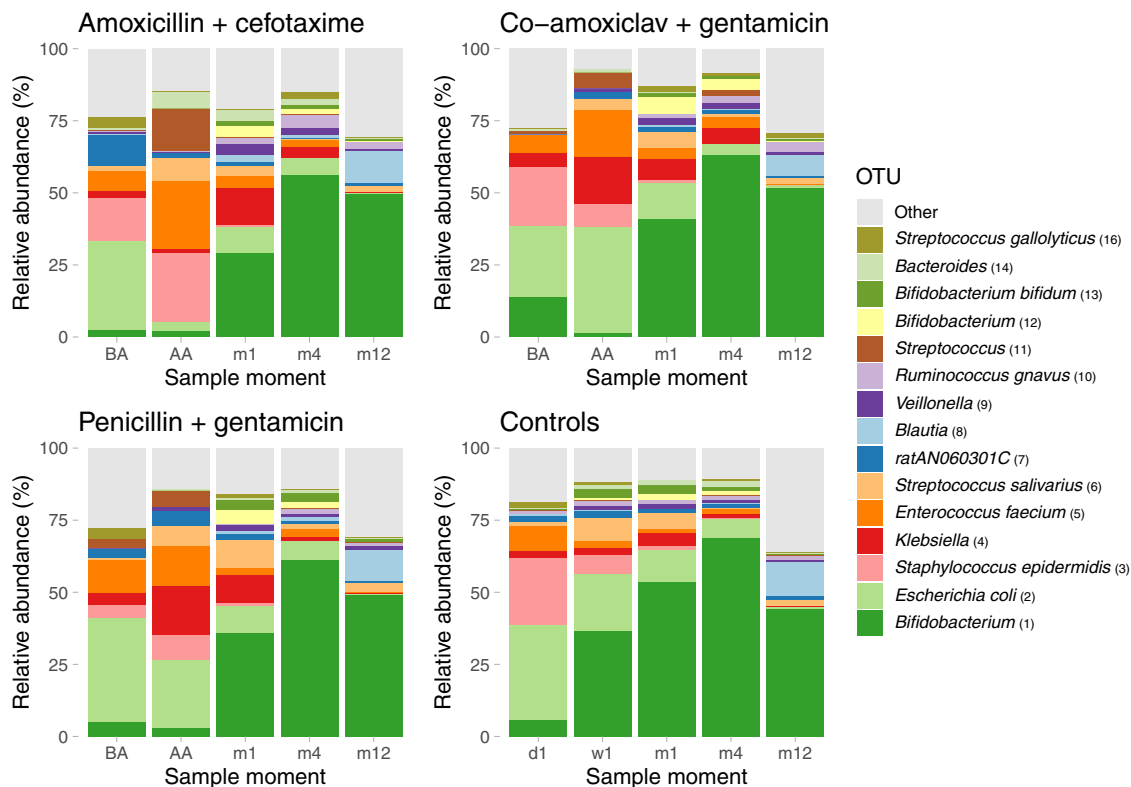 Amoxicillin + cefotaxime
Relative abundance (%)
100
75
50
25
0
BA AA m1 m4 m12
Sample moment
Co−amoxiclav + gentamicin
Relative abundance (%)
100
75
50
25
0
BA AA m1 m4 m12
Sample moment
Penicillin + gentamicin
Relative abundance (%)
100
75
50
25
0
BA AA m1 m4 m12
Sample moment
Controls
Relative abundance (%)
100
75
50
25
0
d1 w1 m1 m4 m12
Sample moment
OTU
Other
Streptococcus gallolyticus (16)
Bacteroides (14)
Bifidobacterium bifidum (13)
Bifidobacterium (12)
Streptococcus (11)
Ruminococcus gnavus (10)
Veillonella (9)
Blautia (8)
ratAN060301C (7)
Streptococcus salivarius (6)
Enterococcus faecium (5)
Klebsiella (4)
Staphylococcus epidermidis (3)
Escherichia coli (2)
Bifidobacterium (1)